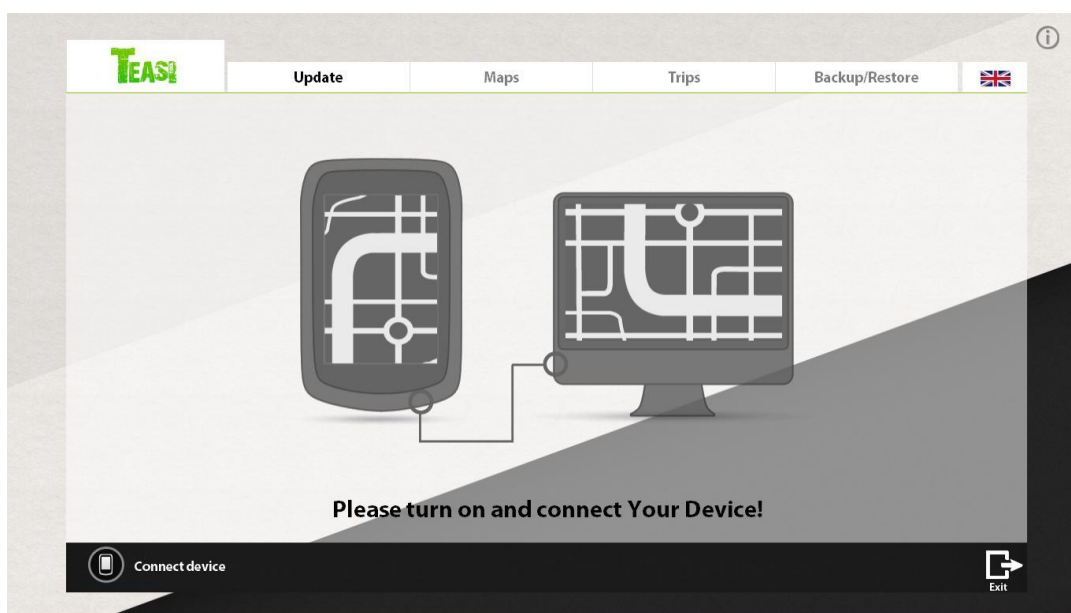 TEASI
Update
Maps
Trips
Backup/Restore
Please turn on and connect Your Device!
Connect device
Exit